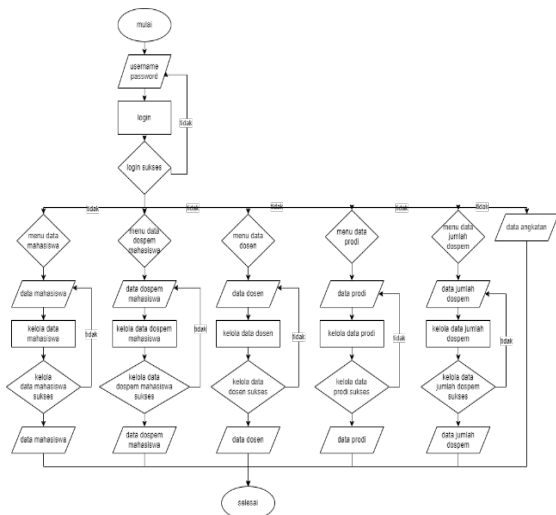 mulai
username
password
login
tidak
login sukses
tidak
tidak
tidak
tidak
tidak
menu data
mahasiswa
menu data
dospem
mahasiswa
menu data
dosen
menu data
prodi
menu data
jumlah
dospem
data angkatan
data mahasiswa
data dospem
mahasiswa
data dosen
data prodi
data jumlah
dospem
kelola data
mahasiswa
kelola data dospem
mahasiswa
kelola data dosen
kelola data prodi
kelola data jumlah
dospem
tidak
tidak
tidak
tidak
tidak
kelola
data mahasiswa
sukses
kelola data
dospem mahasiswa
sukses
kelola data
dosen sukses
kelola data
prodi sukses
kelola data
jumlah dospem
sukses
data mahasiswa
data dospem
mahasiswa
data dosen
data prodi
data jumlah
dospem
selesai